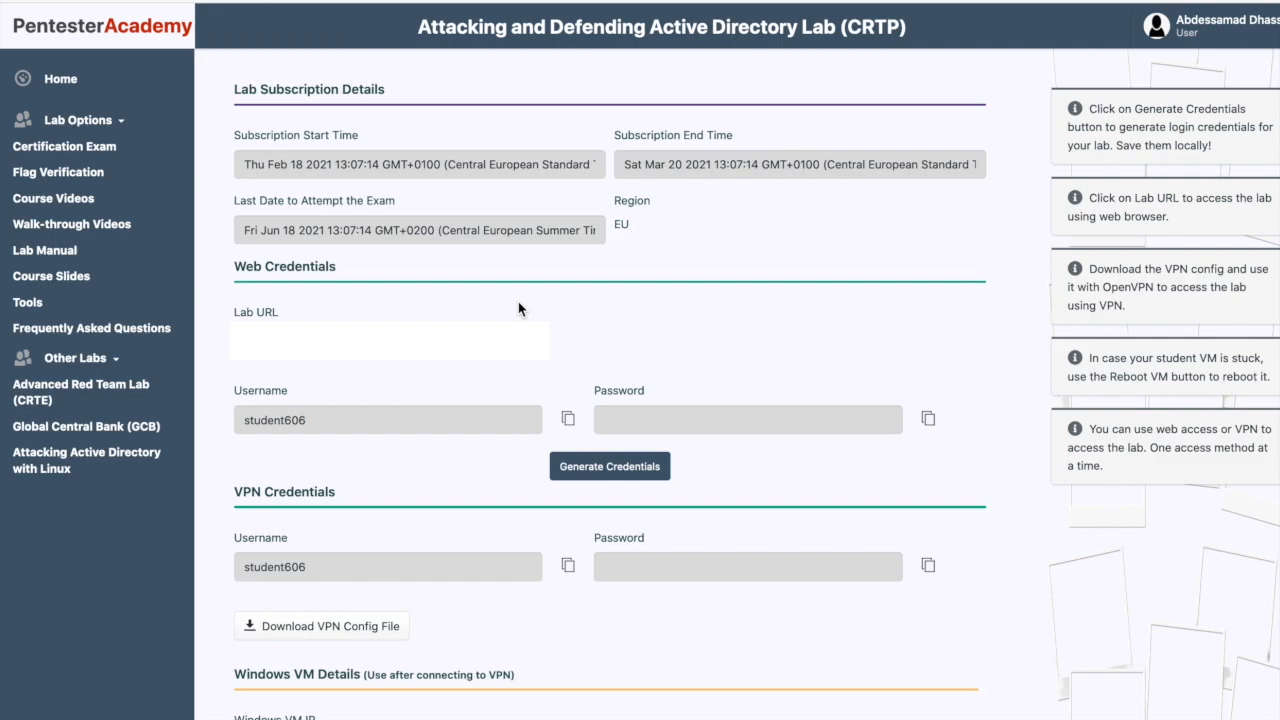 PentesterAcademy
Attacking and Defending Active Directory Lab (CRTP)
Abdessamad Dhass
User
Home
Lab Options
Certification Exam
Flag Verification
Course Videos
Walk-through Videos
Lab Manual
Course Slides
Tools
Frequently Asked Questions
Other Labs
Advanced Red Team Lab
(CRTE)
Global Central Bank (GCB)
Attacking Active Directory
with Linux
Lab Subscription Details
Subscription Start Time
Subscription End Time
Thu Feb 18 2021 13:07:14 GMT+0100 (Central European Standard
Sat Mar 20 2021 13:07:14 GMT+0100 (Central European Standard
Last Date to Attempt the Exam
Region
Fri Jun 18 2021 13:07:14 GMT+0200 (Central European Summer
EU
Web Credentials
Lab URL
Username
Password
student606
Generate Credentials
VPN Credentials
Username
Password
student606
Download VPN Config File
Windows VM Details (Use after connecting to VPN)
Windows VM IP
Click on Generate Credentials
button to generate login credentials for
your lab. Save them locally!
Click on Lab URL to access the lab
using web browser.
Download the VPN config and use
it with OpenVPN to access the lab
using VPN.
In case your student VM is stuck,
use the Reboot VM button to reboot it.
You can use web access or VPN to
access the lab. One access method at
a time.